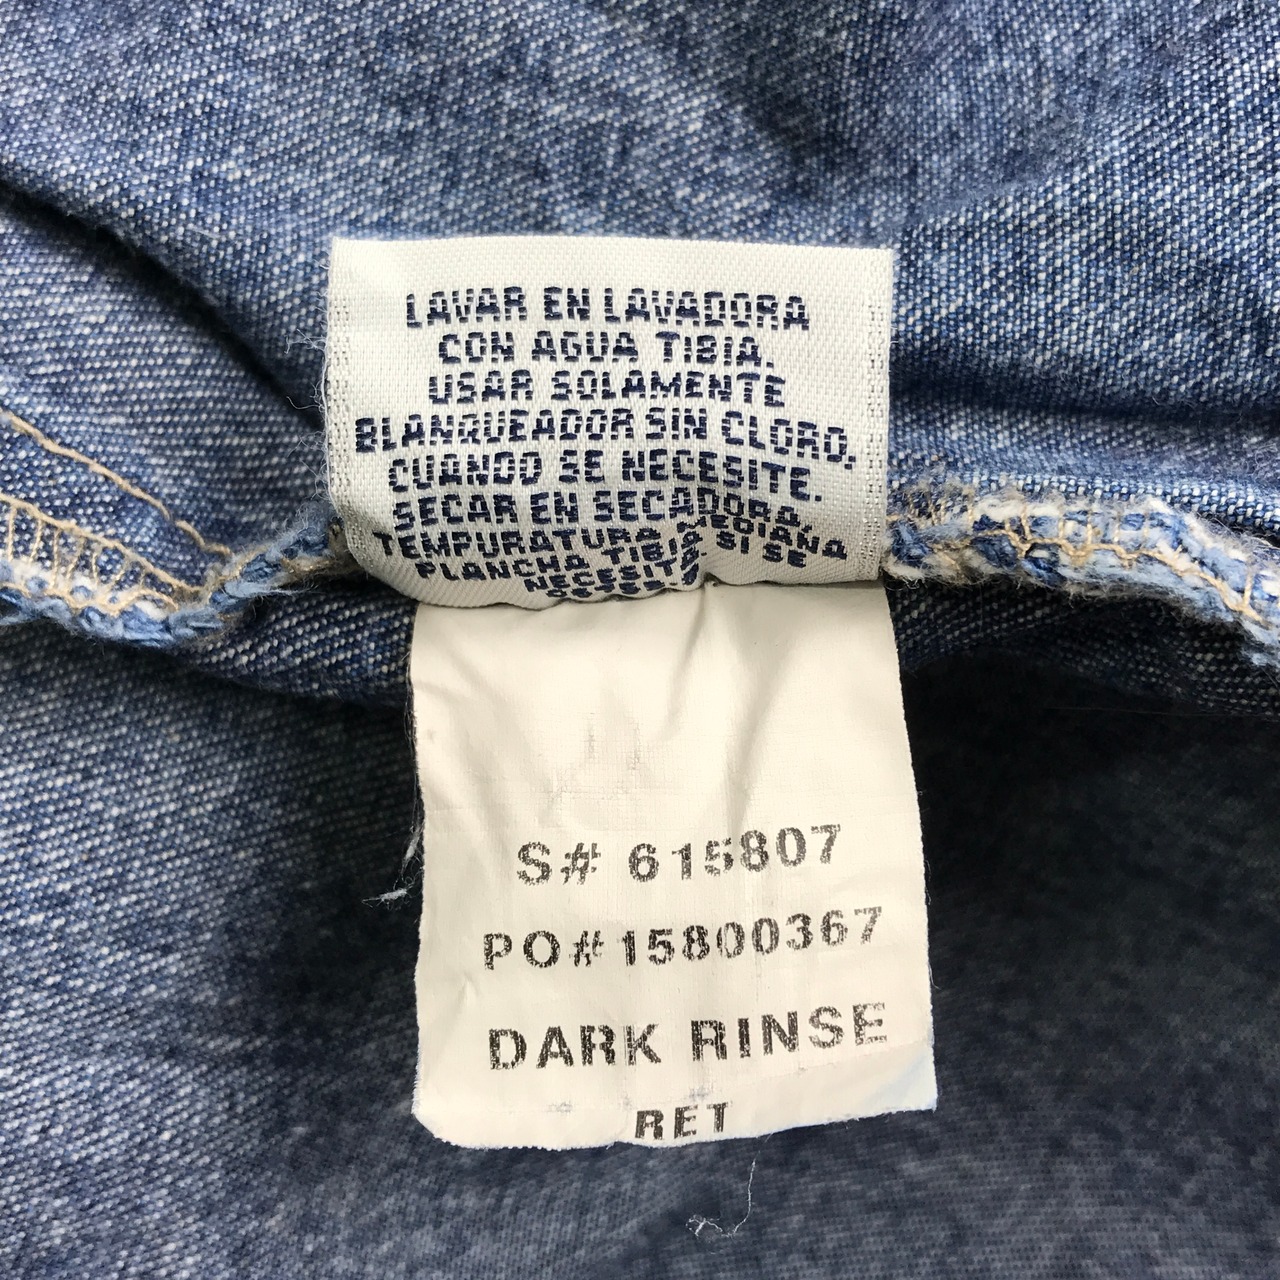 LAVAR EN LAVADORA
CON AGUA TIBIA.
USAR SOLAMENTE
BLANQUEADOR SIN CLORO,
CUANDO SE NECESITE.
SECAR EN SECADORA,
TEMPURATURA MEDIANA
PLANCHA TIBIA. SI SE
NECESITA
S# 615807
PO# 15800367
DARK RINSE
RET